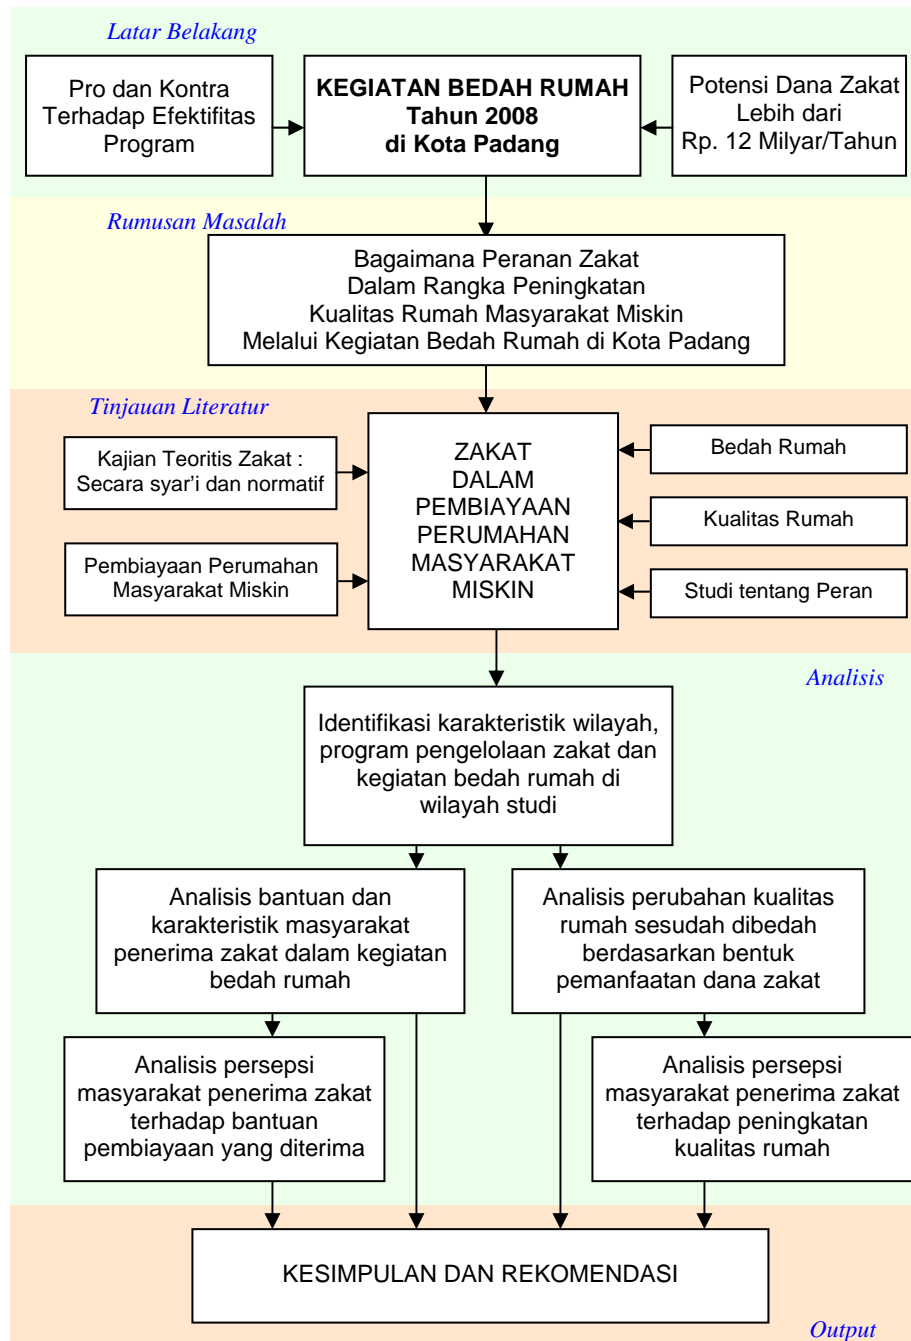 Latar Belakang
Pro dan Kontra
Terhadap Efektifitas
Program
KEGIATAN BEDAH RUMAH
Tahun 2008
di Kota Padang
Potensi Dana Zakat
Lebih dari
Rp. 12 Milyar/Tahun
Rumusan Masalah
Bagaimana Peranan Zakat
Dalam Rangka Peningkatan
Kualitas Rumah Masyarakat Miskin
Melalui Kegiatan Bedah Rumah di Kota Padang
Tinjauan Literatur
Kajian Teoritis Zakat :
Secara syar'i dan normatif
Pembiayaan Perumahan
Masyarakat Miskin
ZAKAT
DALAM
PEMBIAYAAN
PERUMAHAN
MASYARAKAT
MISKIN
Bedah Rumah
Kualitas Rumah
Studi tentang Peran
Analisis
Identifikasi karakteristik wilayah,
program pengelolaan zakat dan
kegiatan bedah rumah di
wilayah studi
Analisis bantuan dan
karakteristik masyarakat
penerima zakat dalam kegiatan
bedah rumah
Analisis perubahan kualitas
rumah sesudah dibedah
berdasarkan bentuk
pemanfaatan dana zakat
Analisis persepsi
masyarakat penerima zakat
terhadap bantuan
pembiayaan yang diterima
Analisis persepsi
masyarakat penerima zakat
terhadap peningkatan
kualitas rumah
KESIMPULAN DAN REKOMENDASI
Output